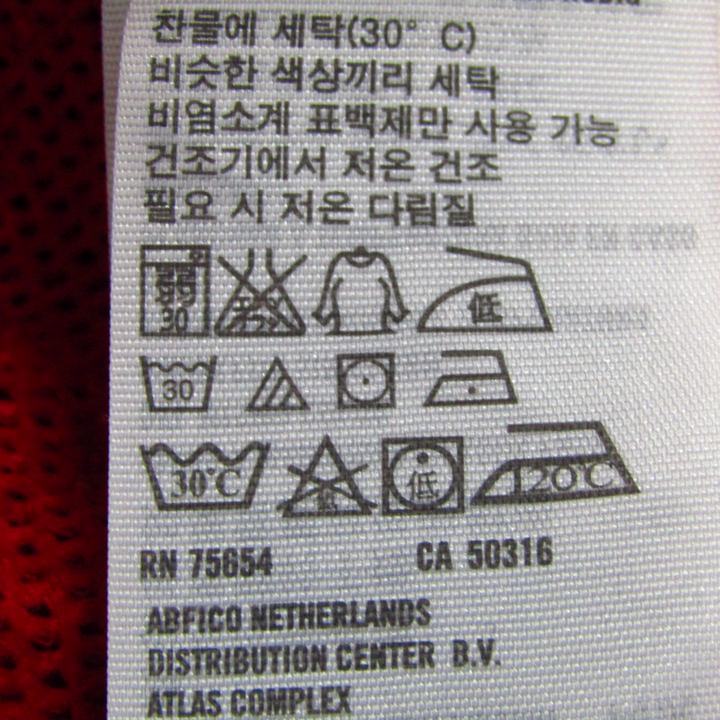 찬물에 세탁(30° C)
비슷한 색상끼리 세탁
비염소계 표백제만 사용 가능
건조기에서 저온 건조
필요 시 저온 다림질
30 低
30
30°C 低 120°C
RN 75654 CA 50316
ABFICO NETHERLANDS
DISTRIBUTION CENTER B.V.
ATLAS COMPLEX